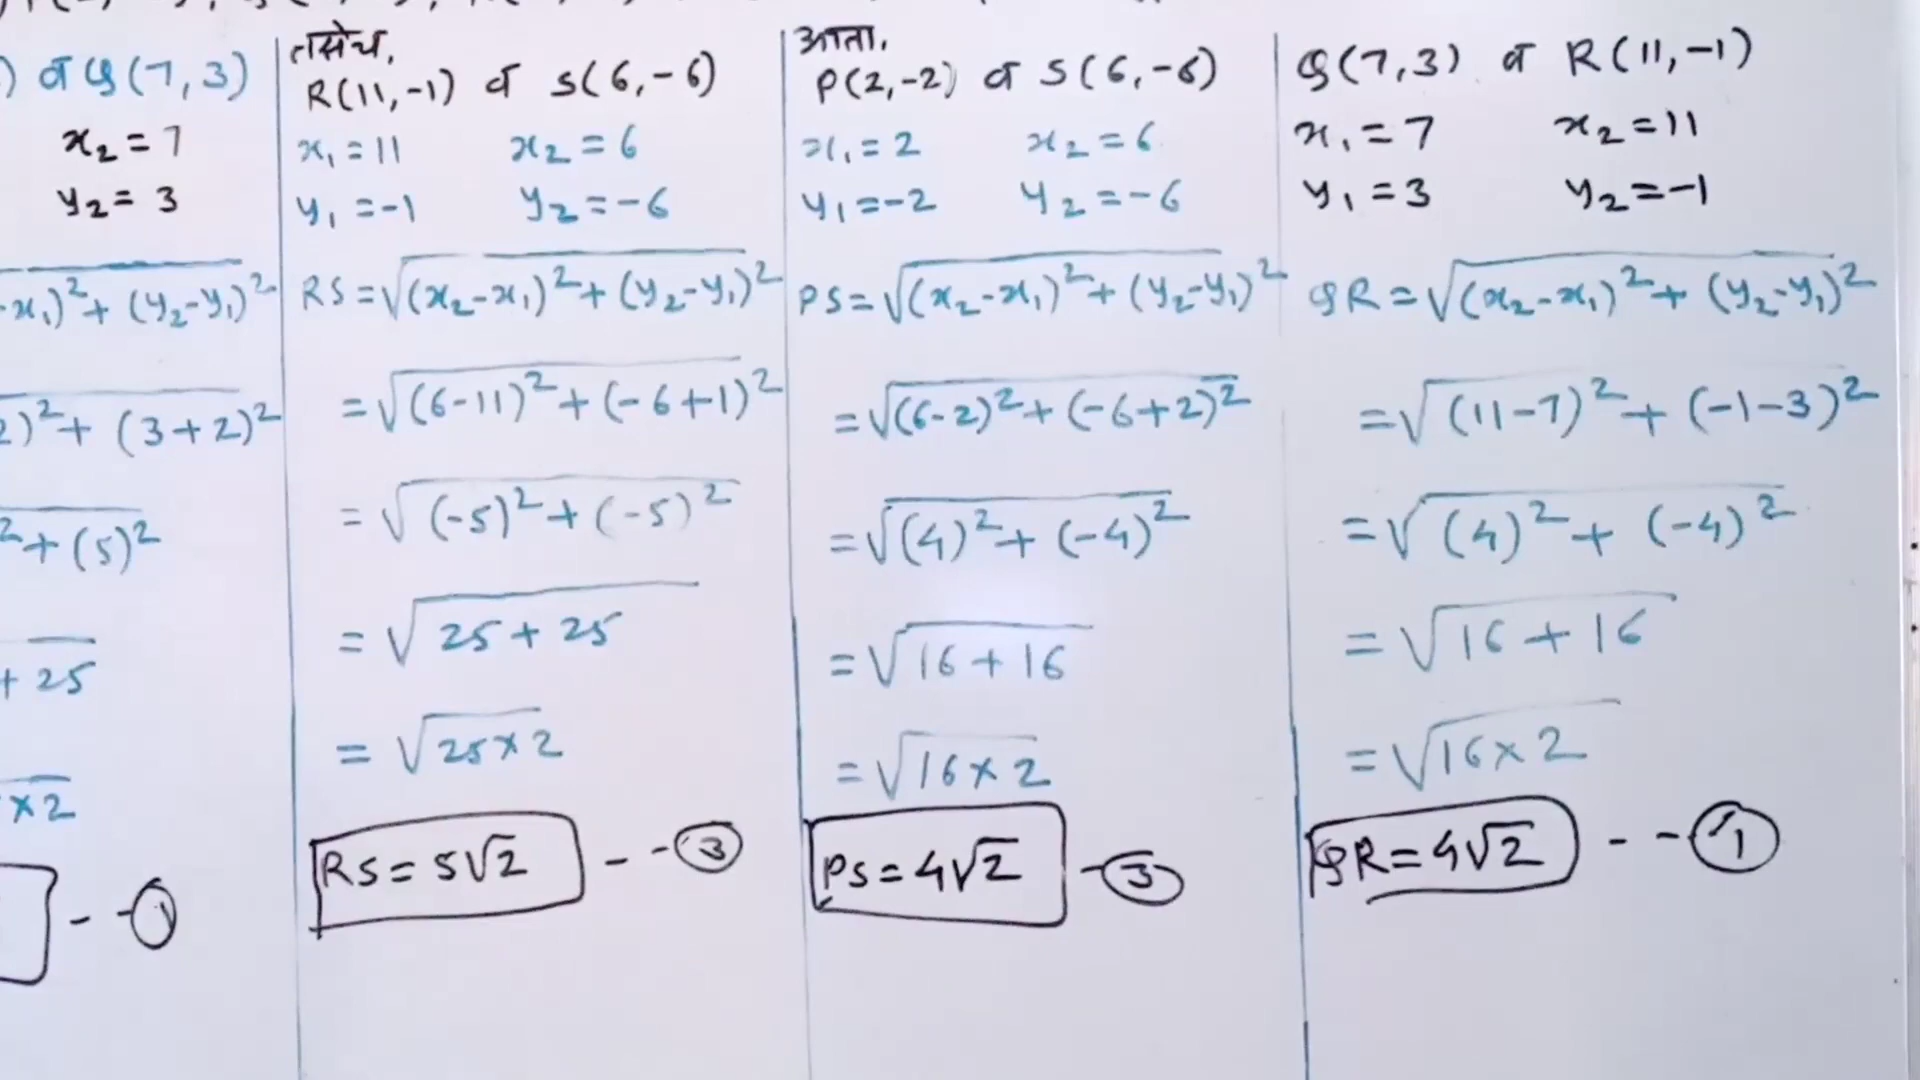 ) व Q(7, 3)
x₂ = 7
y₂ = 3
-x₁)² + (y₂-y₁)²
2)² + (3+2)²
² + (5)²
+ 25
×2
- - ①
तसेच,
R(11, -1) व S(6, -6)
x₁ = 11 x₂ = 6
y₁ = -1 y₂ = -6
RS = √(x₂-x₁)² + (y₂-y₁)²
= √(6-11)² + (-6+1)²
= √(-5)² + (-5)²
= √25 + 25
= √25×2
RS = 5√2 - - ③
आता,
P(2, -2) व S(6, -6)
x₁ = 2 x₂ = 6
y₁ = -2 y₂ = -6
PS = √(x₂-x₁)² + (y₂-y₁)²
= √(6-2)² + (-6+2)²
= √(4)² + (-4)²
= √16 + 16
= √16×2
PS = 4√2 - ③
Q(7, 3) व R(11, -1)
x₁ = 7 x₂ = 11
y₁ = 3 y₂ = -1
QR = √(x₂-x₁)² + (y₂-y₁)²
= √(11-7)² + (-1-3)²
= √(4)² + (-4)²
= √16 + 16
= √16×2
QR = 4√2 - - ①